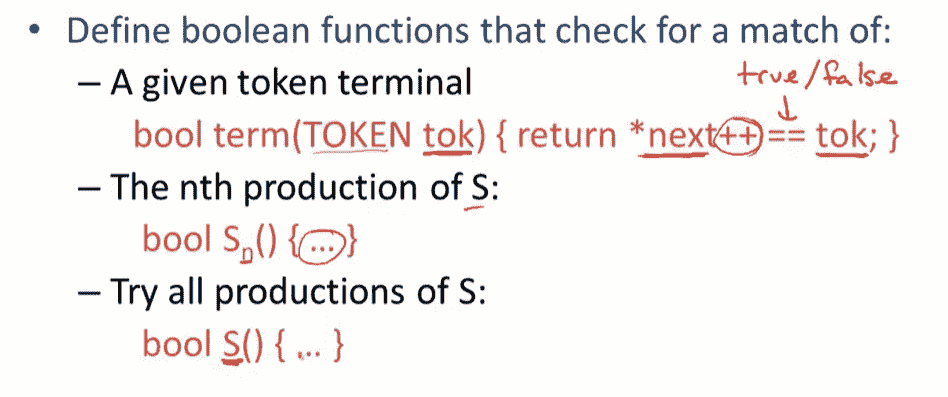 • Define boolean functions that check for a match of:
– A given token terminal
true/false
bool term(TOKEN tok) { return *next++ == tok; }
– The nth production of S:
bool Sn() { ... }
– Try all productions of S:
bool S() { ... }